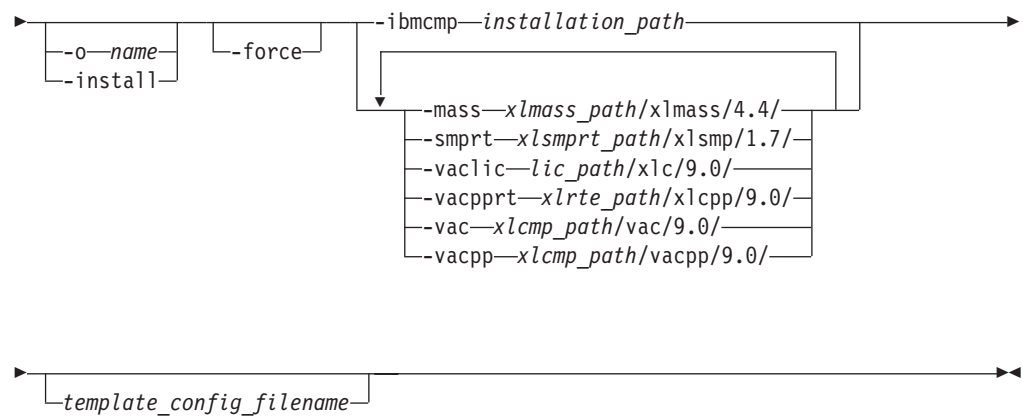 -ibmcmp installation_path
-o name
-force
-install
-mass xlmass_path/xlmass/4.4/
-smprt xlsmprt_path/xlsmp/1.7/
-vaclic lic_path/xlc/9.0/
-vacpprt xlrte_path/xlcpp/9.0/
-vac xlcmp_path/vac/9.0/
-vacpp xlcmp_path/vacpp/9.0/
template_config_filename